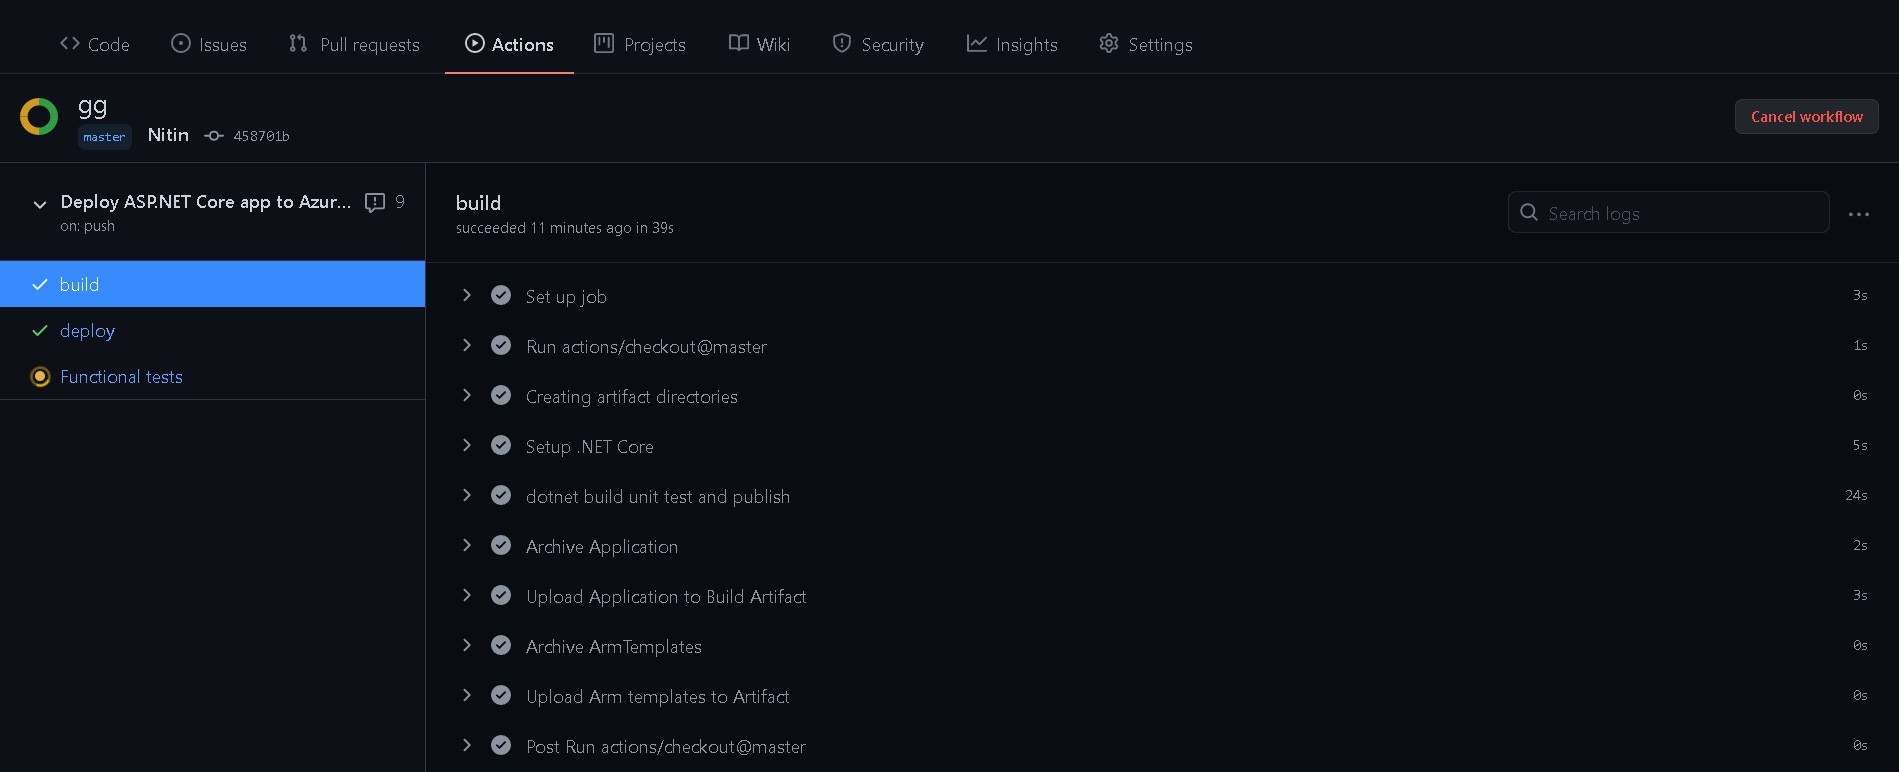 Code Issues Pull requests Actions Projects Wiki Security Insights Settings
gg
master Nitin 458701b
Cancel workflow
Deploy ASP.NET Core app to Azur... 9
on: push
build
deploy
Functional tests
build
succeeded 11 minutes ago in 39s
Search logs
Set up job 3s
Run actions/checkout@master 1s
Creating artifact directories 0s
Setup .NET Core 5s
dotnet build unit test and publish 24s
Archive Application 2s
Upload Application to Build Artifact 3s
Archive ArmTemplates 0s
Upload Arm templates to Artifact 0s
Post Run actions/checkout@master 0s